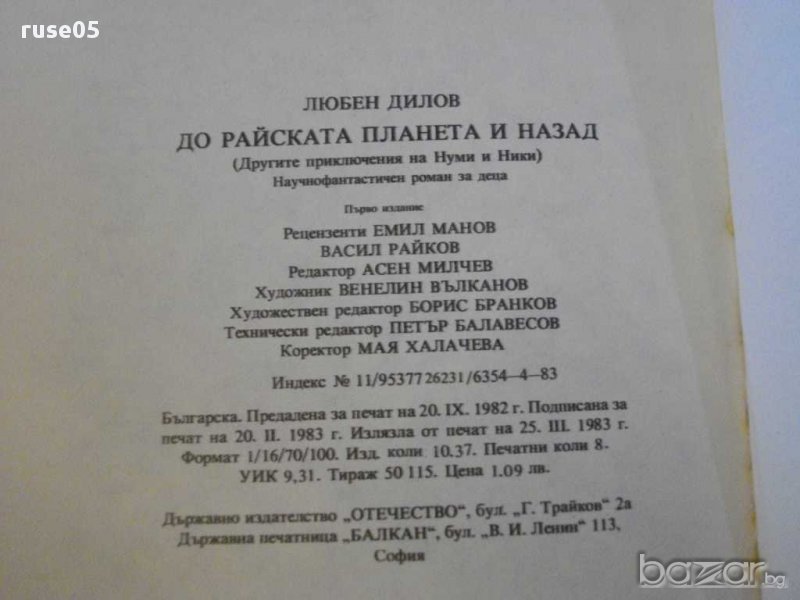 ruse05
ЛЮБЕН ДИЛОВ
ДО РАЙСКАТА ПЛАНЕТА И НАЗАД
(Другите приключения на Нуми и Ники)
Научнофантастичен роман за деца
Първо издание
Рецензенти ЕМИЛ МАНОВ
ВАСИЛ РАЙКОВ
Редактор АСЕН МИЛЧЕВ
Художник ВЕНЕЛИН ВЪЛКАНОВ
Художествен редактор БОРИС БРАНКОВ
Технически редактор ПЕТЪР БАЛАВЕСОВ
Коректор МАЯ ХАЛАЧЕВА
Индекс № 11/9537726231/6354—4—83
Българска. Предадена за печат на 20. IX. 1982 г. Подписана за
печат на 20. II. 1983 г. Излязла от печат на 25. III. 1983 г.
Формат 1/16/70/100. Изд. коли 10.37. Печатни коли 8.
УИК 9,31. Тираж 50 115. Цена 1.09 лв.
Държавно издателство „ОТЕЧЕСТВО", бул. „Г. Трайков" 2а
Държавна печатница „БАЛКАН", бул. „В. И. Ленин" 113,
София
bazar.bg